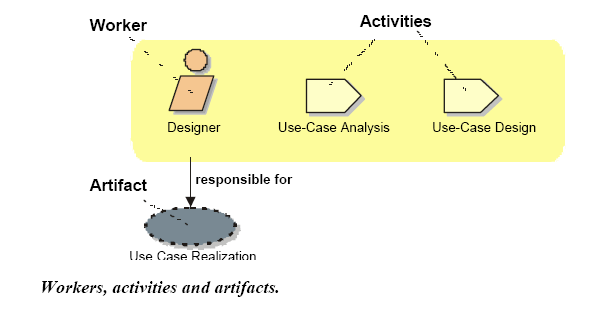 Worker
Activities
Designer
Use-Case Analysis
Use-Case Design
Artifact
responsible for
Use Case Realization
Workers, activities and artifacts.